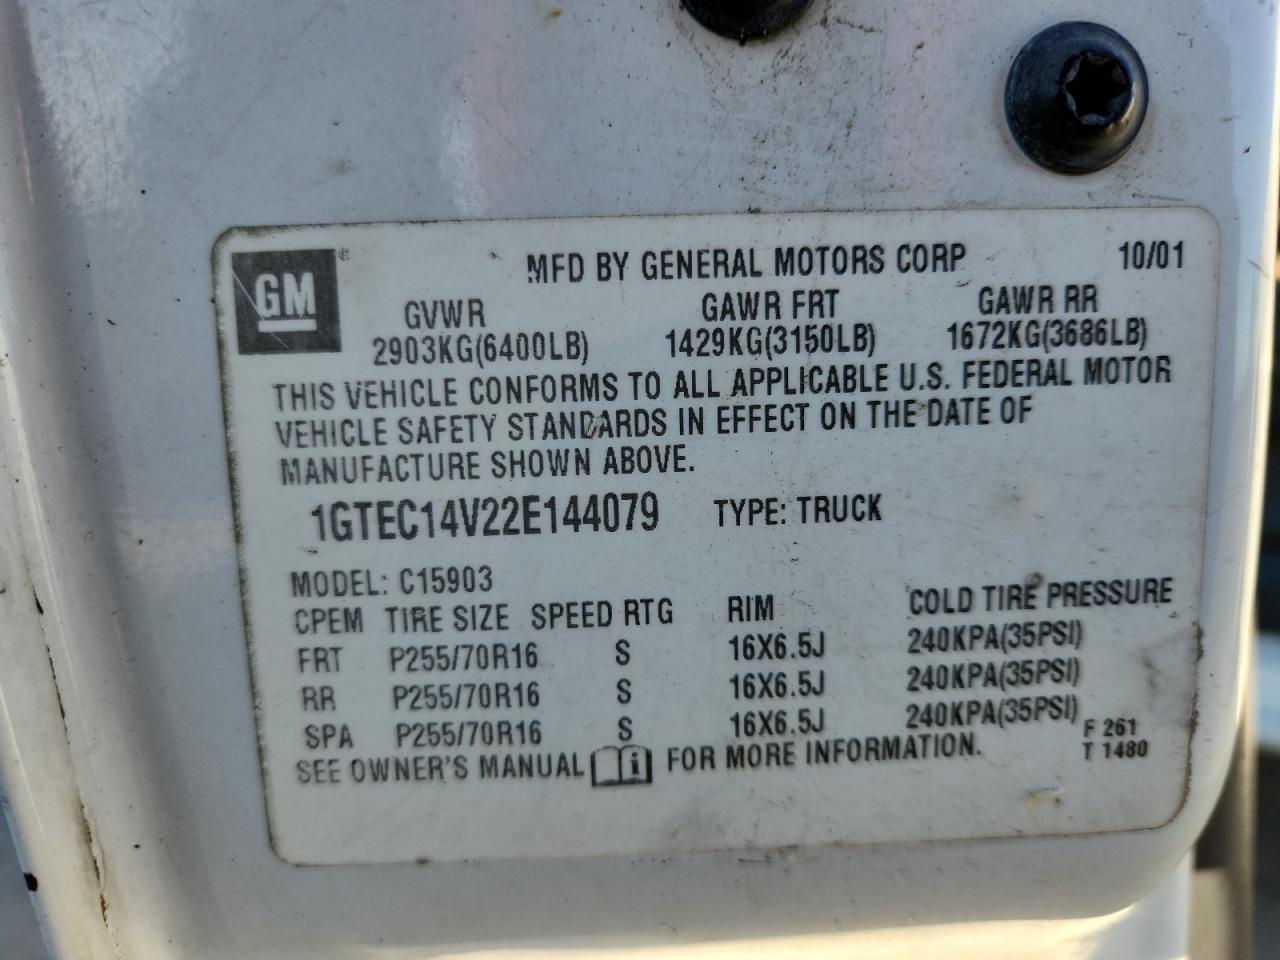 GM ®
MFD BY GENERAL MOTORS CORP 10/01
GVWR GAWR FRT GAWR RR
2903KG(6400LB) 1429KG(3150LB) 1672KG(3686LB)
THIS VEHICLE CONFORMS TO ALL APPLICABLE U.S. FEDERAL MOTOR
VEHICLE SAFETY STANDARDS IN EFFECT ON THE DATE OF
MANUFACTURE SHOWN ABOVE.
1GTEC14V22E144079 TYPE: TRUCK
MODEL: C15903
CPEM TIRE SIZE SPEED RTG RIM COLD TIRE PRESSURE
FRT P255/70R16 S 16X6.5J 240KPA(35PSI)
RR P255/70R16 S 16X6.5J 240KPA(35PSI)
SPA P255/70R16 S 16X6.5J 240KPA(35PSI)
SEE OWNER'S MANUAL i FOR MORE INFORMATION.
F 261
T 1480